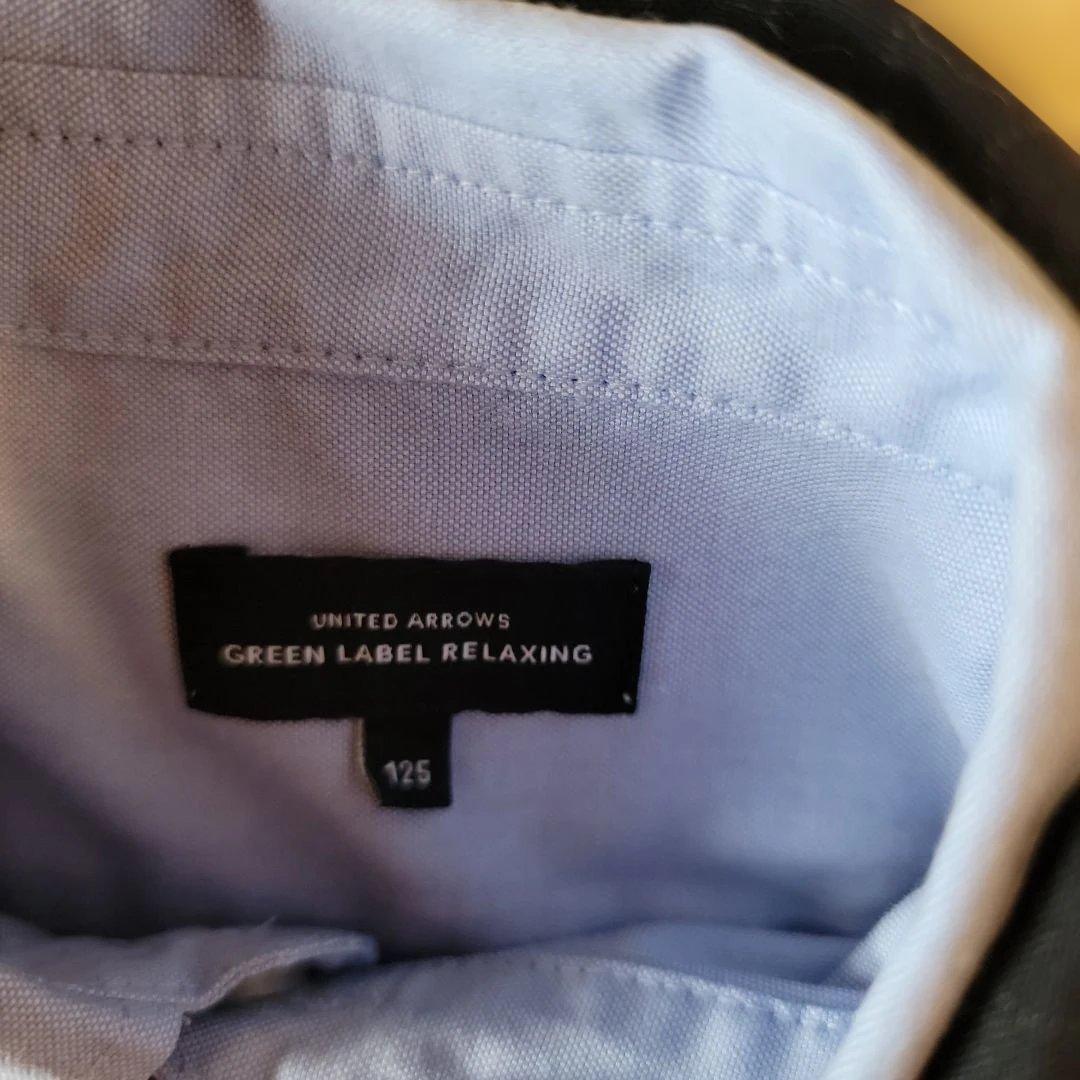 UNITED ARROWS
GREEN LABEL RELAXING
125